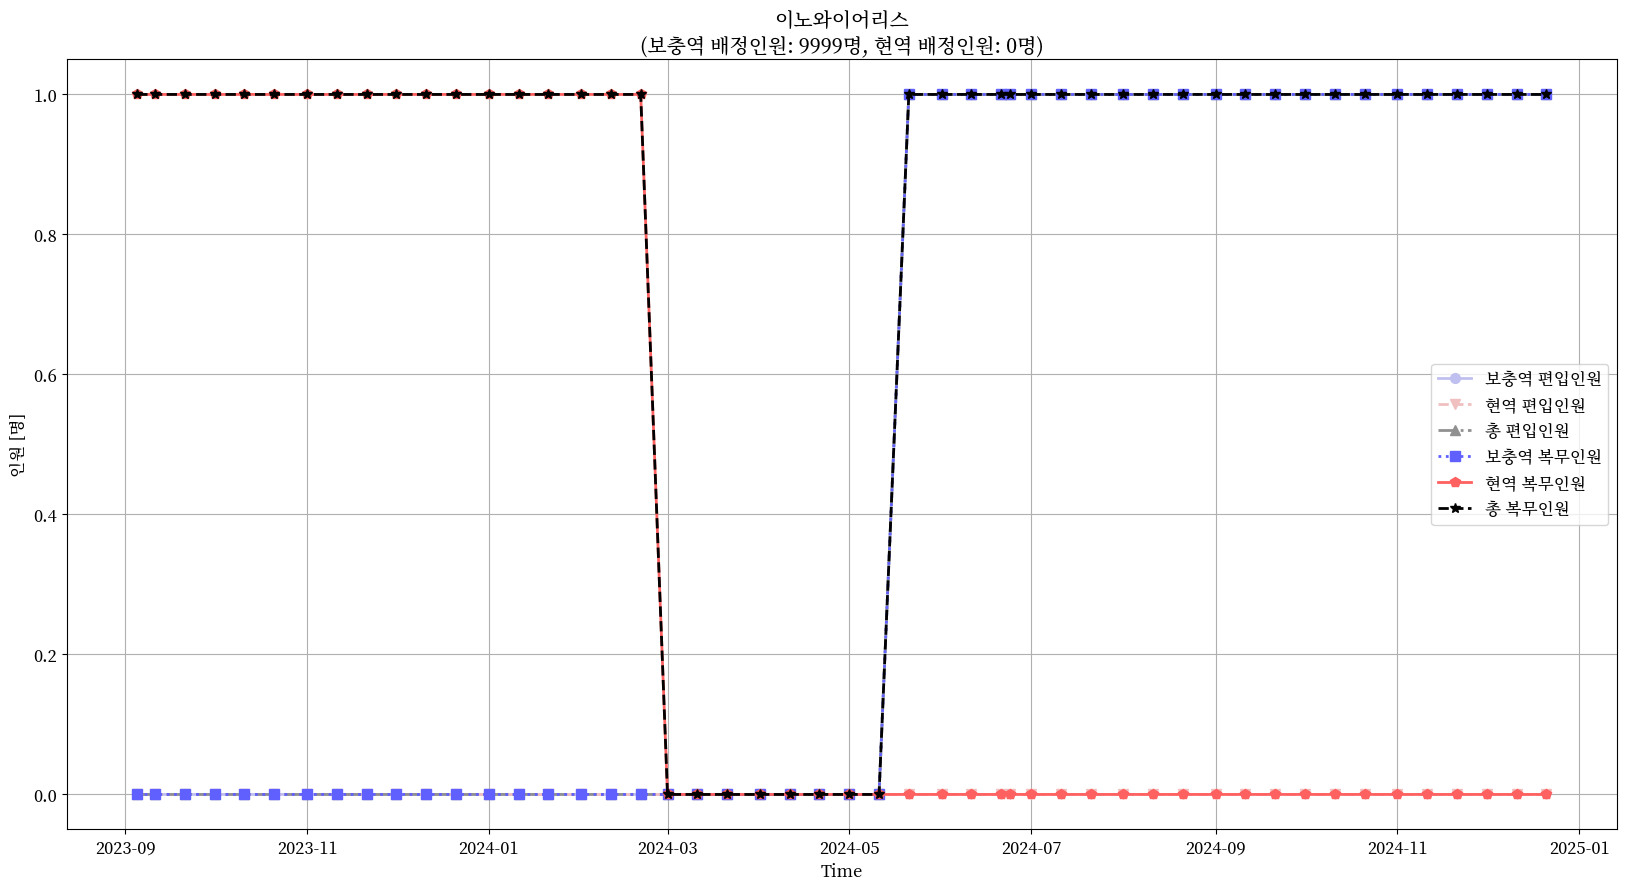 이노와이어리스
(보충역 배정인원: 9999명, 현역 배정인원: 0명)
1.0
0.8
0.6
0.4
0.2
0.0
인원 [명]
보충역 편입인원
현역 편입인원
총 편입인원
보충역 복무인원
현역 복무인원
총 복무인원
2023-09
2023-11
2024-01
2024-03
2024-05
2024-07
2024-09
2024-11
2025-01
Time